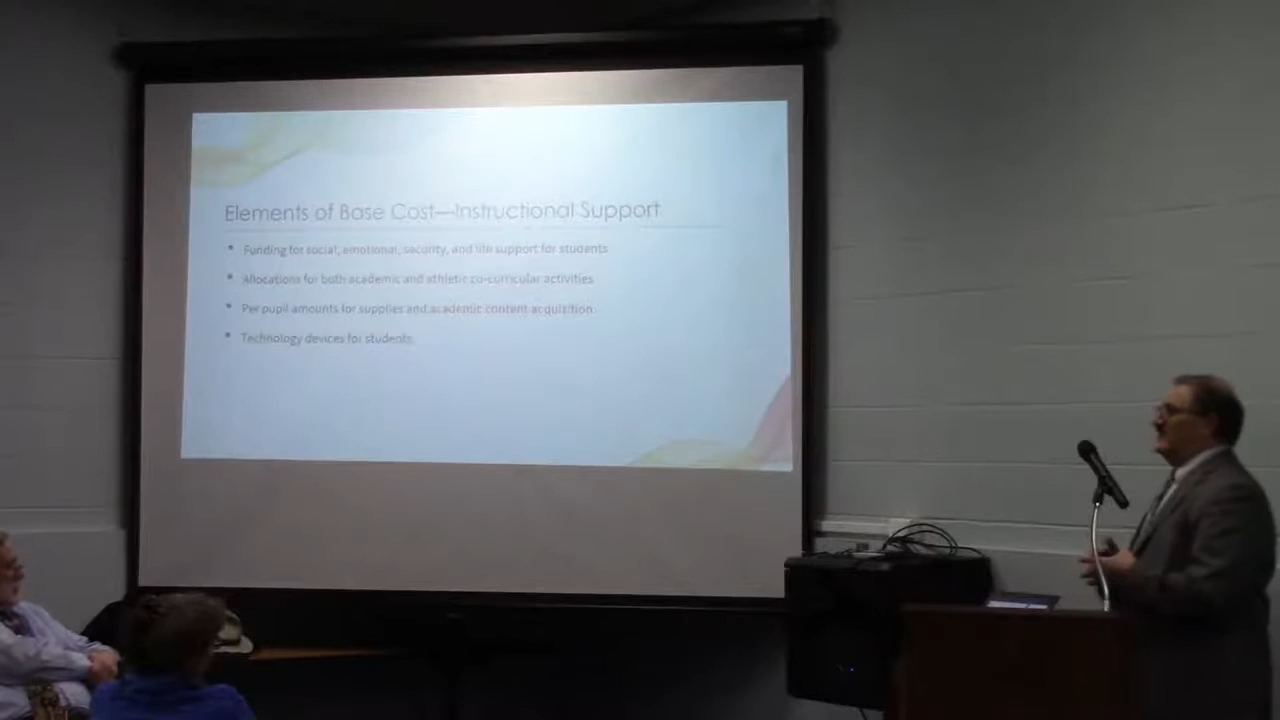 Elements of Base Cost—Instructional Support
Funding for social, emotional, security, and life support for students
Allocations for both academic and athletic co-curricular activities
Per pupil amounts for supplies and academic content acquisition
Technology devices for students